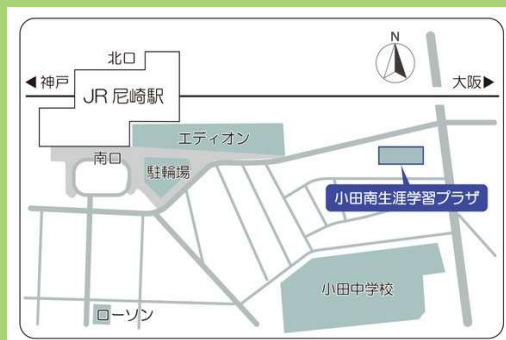 北口
N
◀神戸
JR 尼崎駅
大阪▶
エディオン
南口
駐輪場
小田南生涯学習プラザ
小田中学校
ローソン